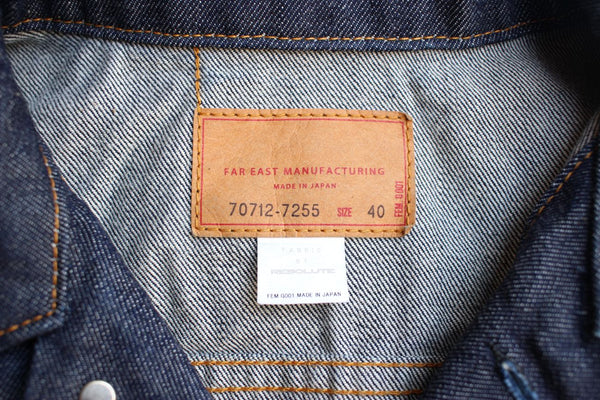 FAR EAST MANUFACTURING
MADE IN JAPAN
70712-7255 SIZE 40
FEM G001
FABRIC
BY
RESOLUTE
FEM G001 MADE IN JAPAN